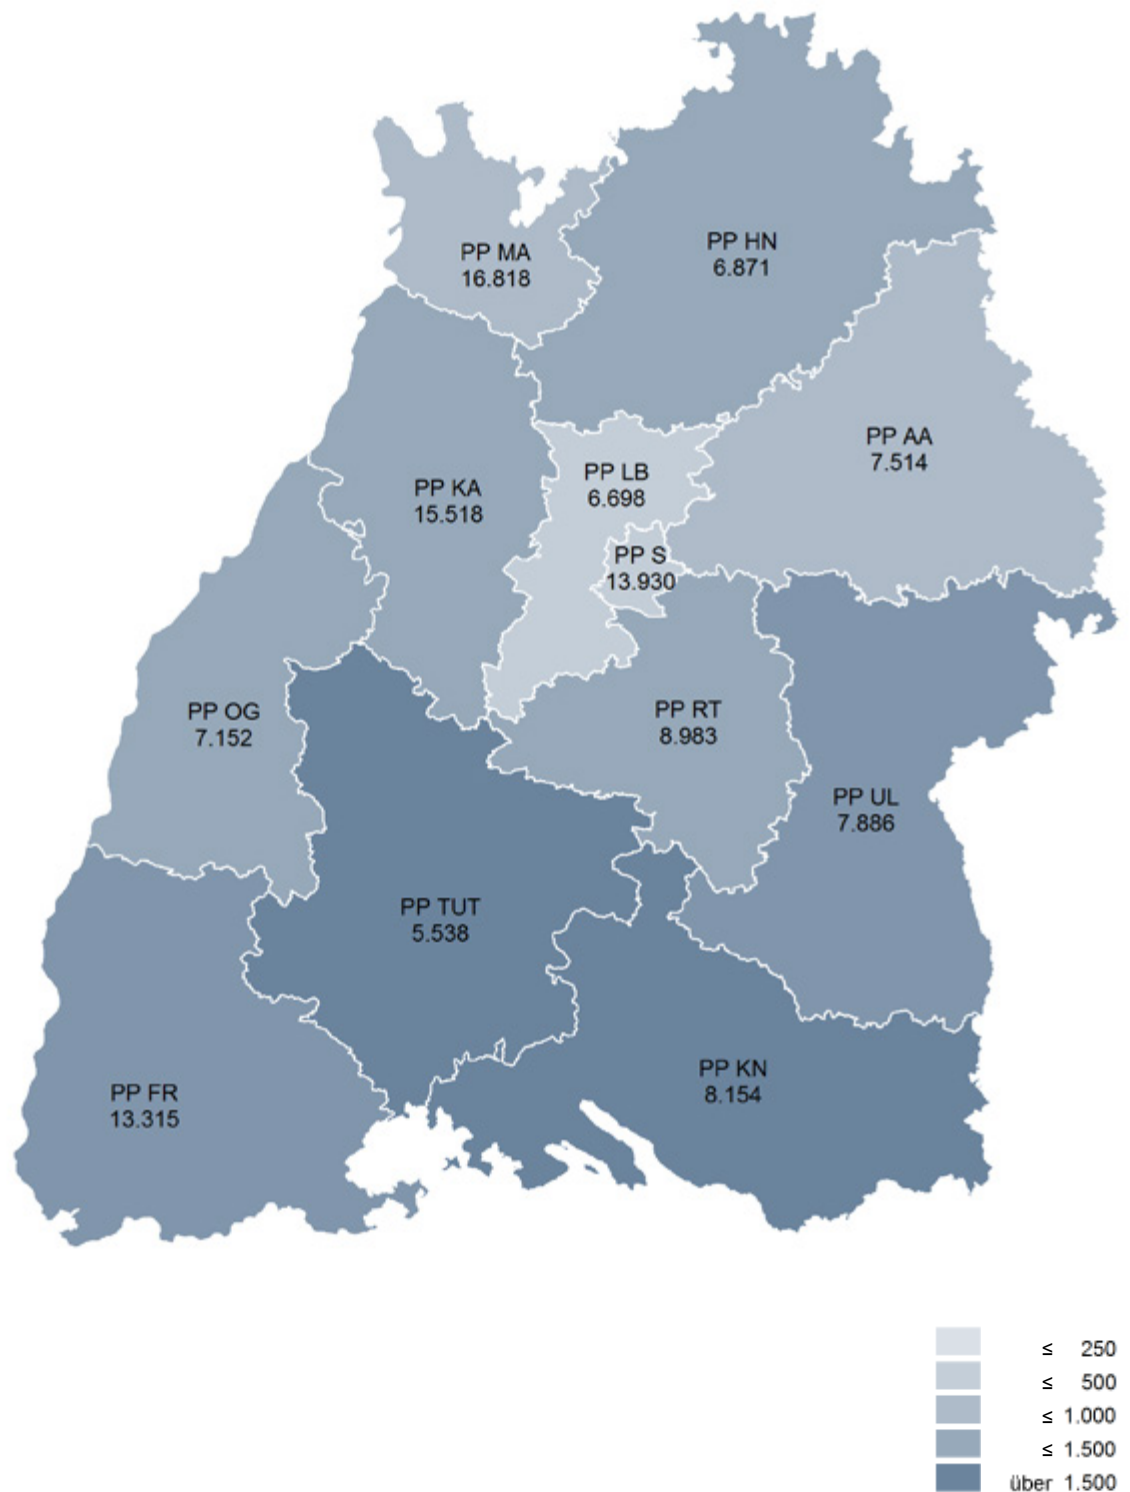 PP HN
6.871
PP MA
16.818
PP AA
7.514
PP LB
6.698
PP KA
15.518
PP S
13.930
PP OG
7.152
PP RT
8.983
PP UL
7.886
PP TUT
5.538
PP KN
8.154
PP FR
13.315
≤ 250
≤ 500
≤ 1.000
≤ 1.500
über 1.500